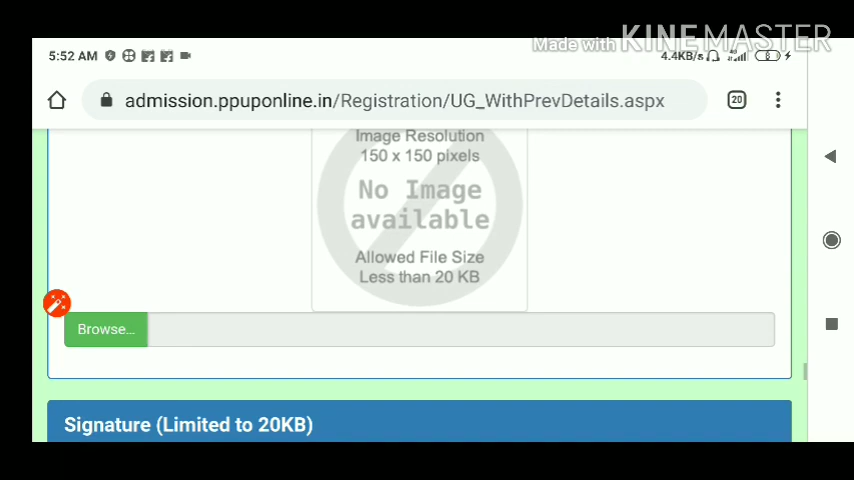 Made with KINEMASTER
5:52 AM 4.4KB/s 8
admission.ppuponline.in/Registration/UG_WithPrevDetails.aspx 20
Image Resolution
150 x 150 pixels
No Image
available
Allowed File Size
Less than 20 KB
Browse...
Signature (Limited to 20KB)